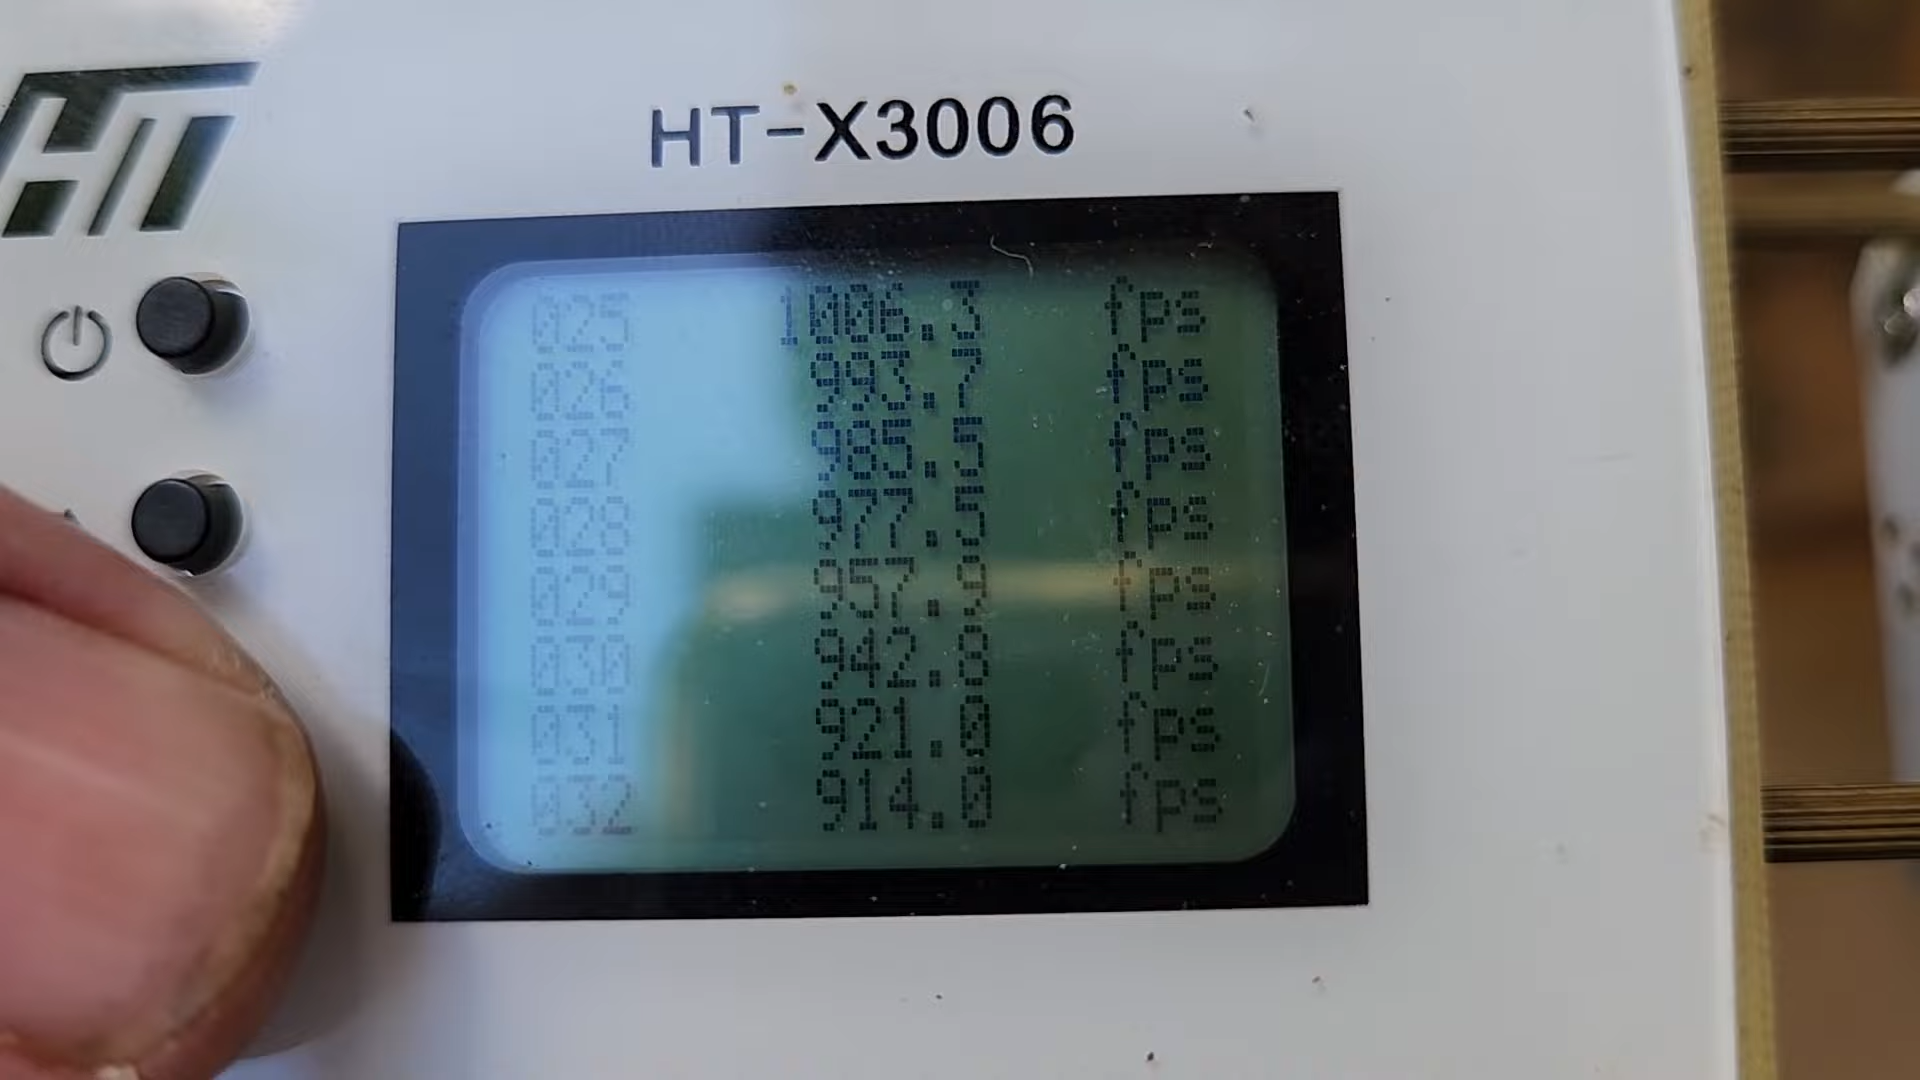 HT
HT-X3006
025 1006.3 fps
026 993.7 fps
027 985.5 fps
028 977.5 fps
029 957.9 fps
030 942.8 fps
031 921.0 fps
032 914.0 fps